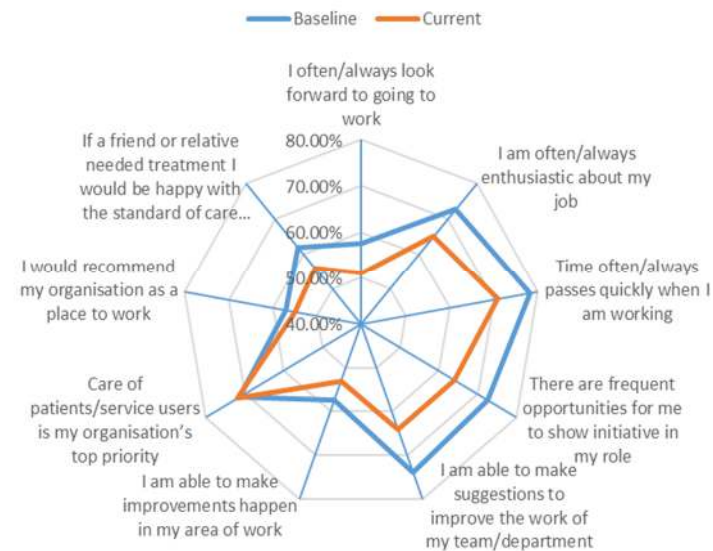 Baseline Current
I often/always look
forward to going to
work
80.00%
70.00%
60.00%
50.00%
40.00%
I am often/always
enthusiastic about my
job
Time often/always
passes quickly when I
am working
There are frequent
opportunities for me
to show initiative in
my role
I am able to make
suggestions to
improve the work of
my team/department
I am able to make
improvements happen
in my area of work
Care of
patients/service users
is my organisation's
top priority
I would recommend
my organisation as a
place to work
If a friend or relative
needed treatment I
would be happy with
the standard of care...